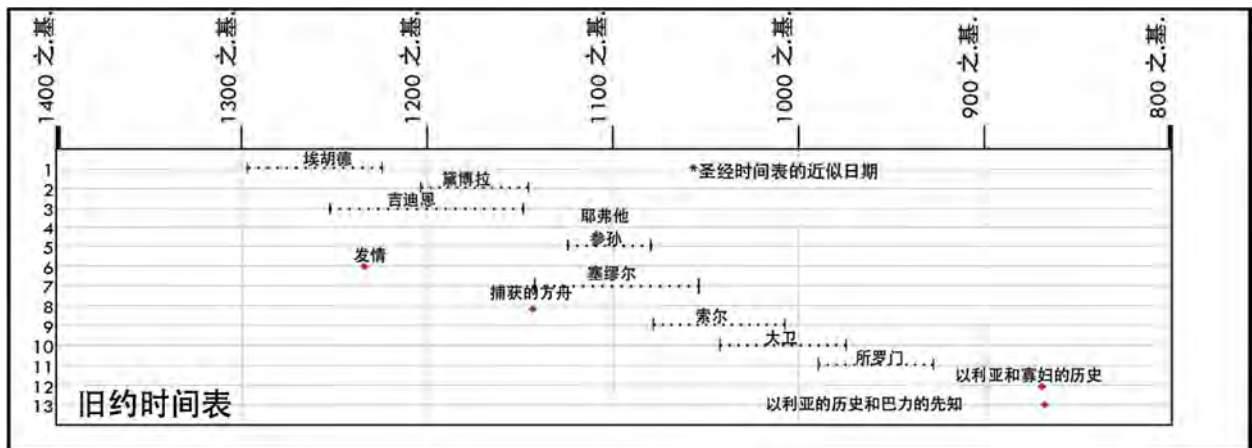 1400 之.基.
1300 之.基.
1200 之.基.
1100 之.基.
1000 之.基.
900 之.基.
800 之.基.
1
埃胡德
*圣经时间表的近似日期
2
黛博拉
3
吉迪恩
4
耶弗他
5
参孙
6
发情
7
塞缪尔
8
捕获的方舟
9
索尔
10
大卫
11
所罗门
12
以利亚和寡妇的历史
13
以利亚的历史和巴力的先知
旧约时间表